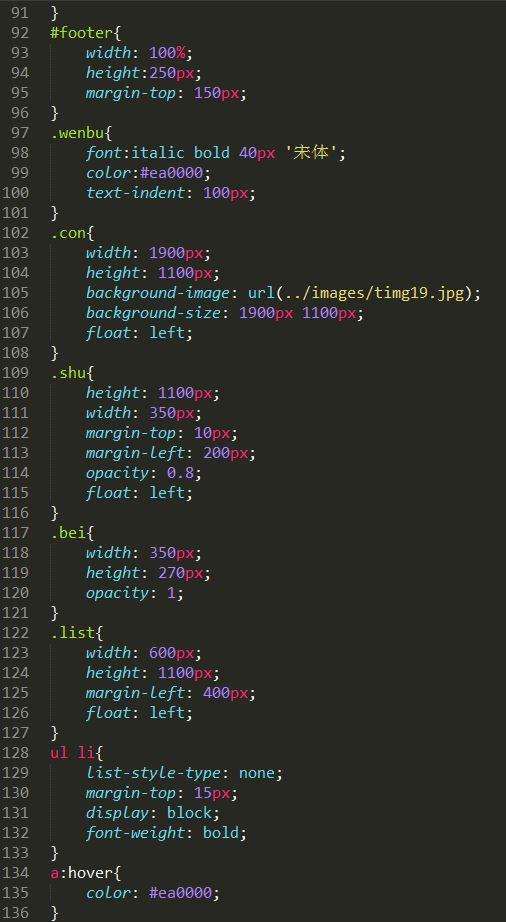 91 }
92 #footer{
93 width: 100%;
94 height:250px;
95 margin-top: 150px;
96 }
97 .wenbu{
98 font:italic bold 40px '宋体';
99 color:#ea0000;
100 text-indent: 100px;
101 }
102 .con{
103 width: 1900px;
104 height: 1100px;
105 background-image: url(../images/timg19.jpg);
106 background-size: 1900px 1100px;
107 float: left;
108 }
109 .shu{
110 height: 1100px;
111 width: 350px;
112 margin-top: 10px;
113 margin-left: 200px;
114 opacity: 0.8;
115 float: left;
116 }
117 .bei{
118 width: 350px;
119 height: 270px;
120 opacity: 1;
121 }
122 .list{
123 width: 600px;
124 height: 1100px;
125 margin-left: 400px;
126 float: left;
127 }
128 ul li{
129 list-style-type: none;
130 margin-top: 15px;
131 display: block;
132 font-weight: bold;
133 }
134 a:hover{
135 color: #ea0000;
136 }